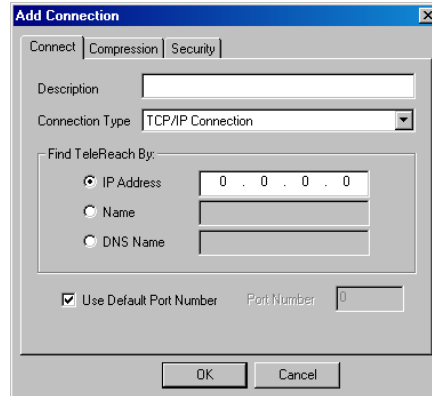 Add Connection
Connect Compression Security
Description
Connection Type TCP/IP Connection
Find TeleReach By:
IP Address 0 . 0 . 0 . 0
Name
DNS Name
Use Default Port Number Port Number 0
OK Cancel